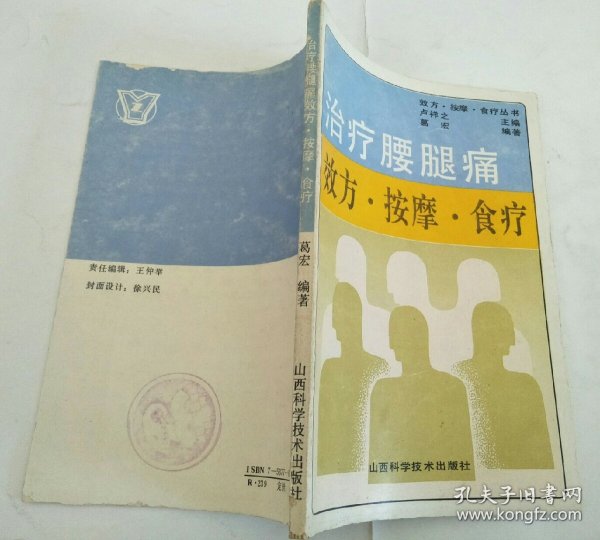 效方·按摩·食疗丛书
卢祥之 主编
葛宏 编著
治疗腰腿痛
效方·按摩·食疗
山西科学技术出版社
治疗腰腿痛效方·按摩·食疗
葛宏 编著
山西科学技术出版社
责任编辑：王仲奉
封面设计：徐兴民
ISBN 7—5377—
R·239 定价
孔夫子旧书网
www.kongfz.com